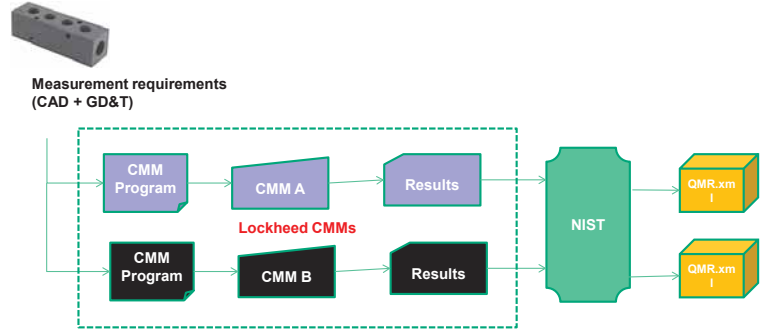 Measurement requirements
(CAD + GD&T)
CMM
Program
CMM A
Results
Lockheed CMMs
CMM
Program
CMM B
Results
NIST
QMR.xm
l
QMR.xm
l